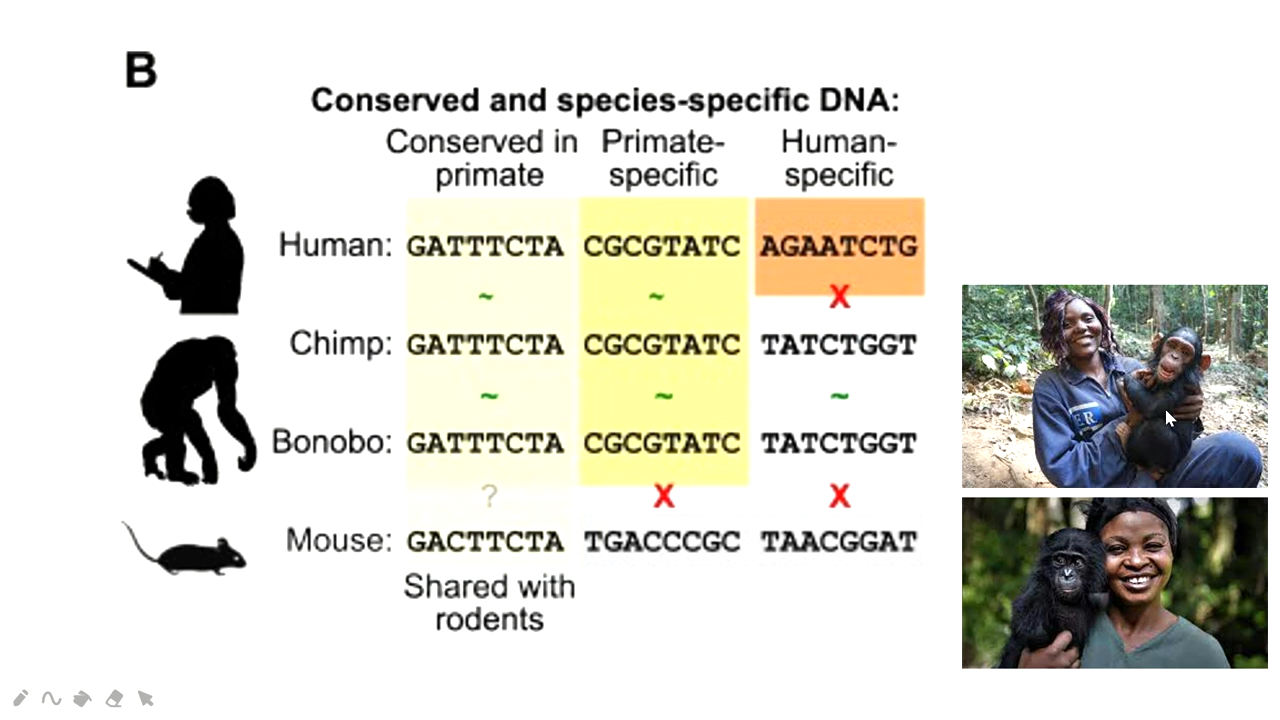 B
Conserved and species-specific DNA:
Conserved in primate
Primate-specific
Human-specific
Human: GATTTCTA CGCGTATC AGAATCTG
~ ~ X
Chimp: GATTTCTA CGCGTATC TATCTGGT
~ ~ ~
Bonobo: GATTTCTA CGCGTATC TATCTGGT
? X X
Mouse: GACTTCTA TGACCCGC TAACGGAT
Shared with
rodents
ER